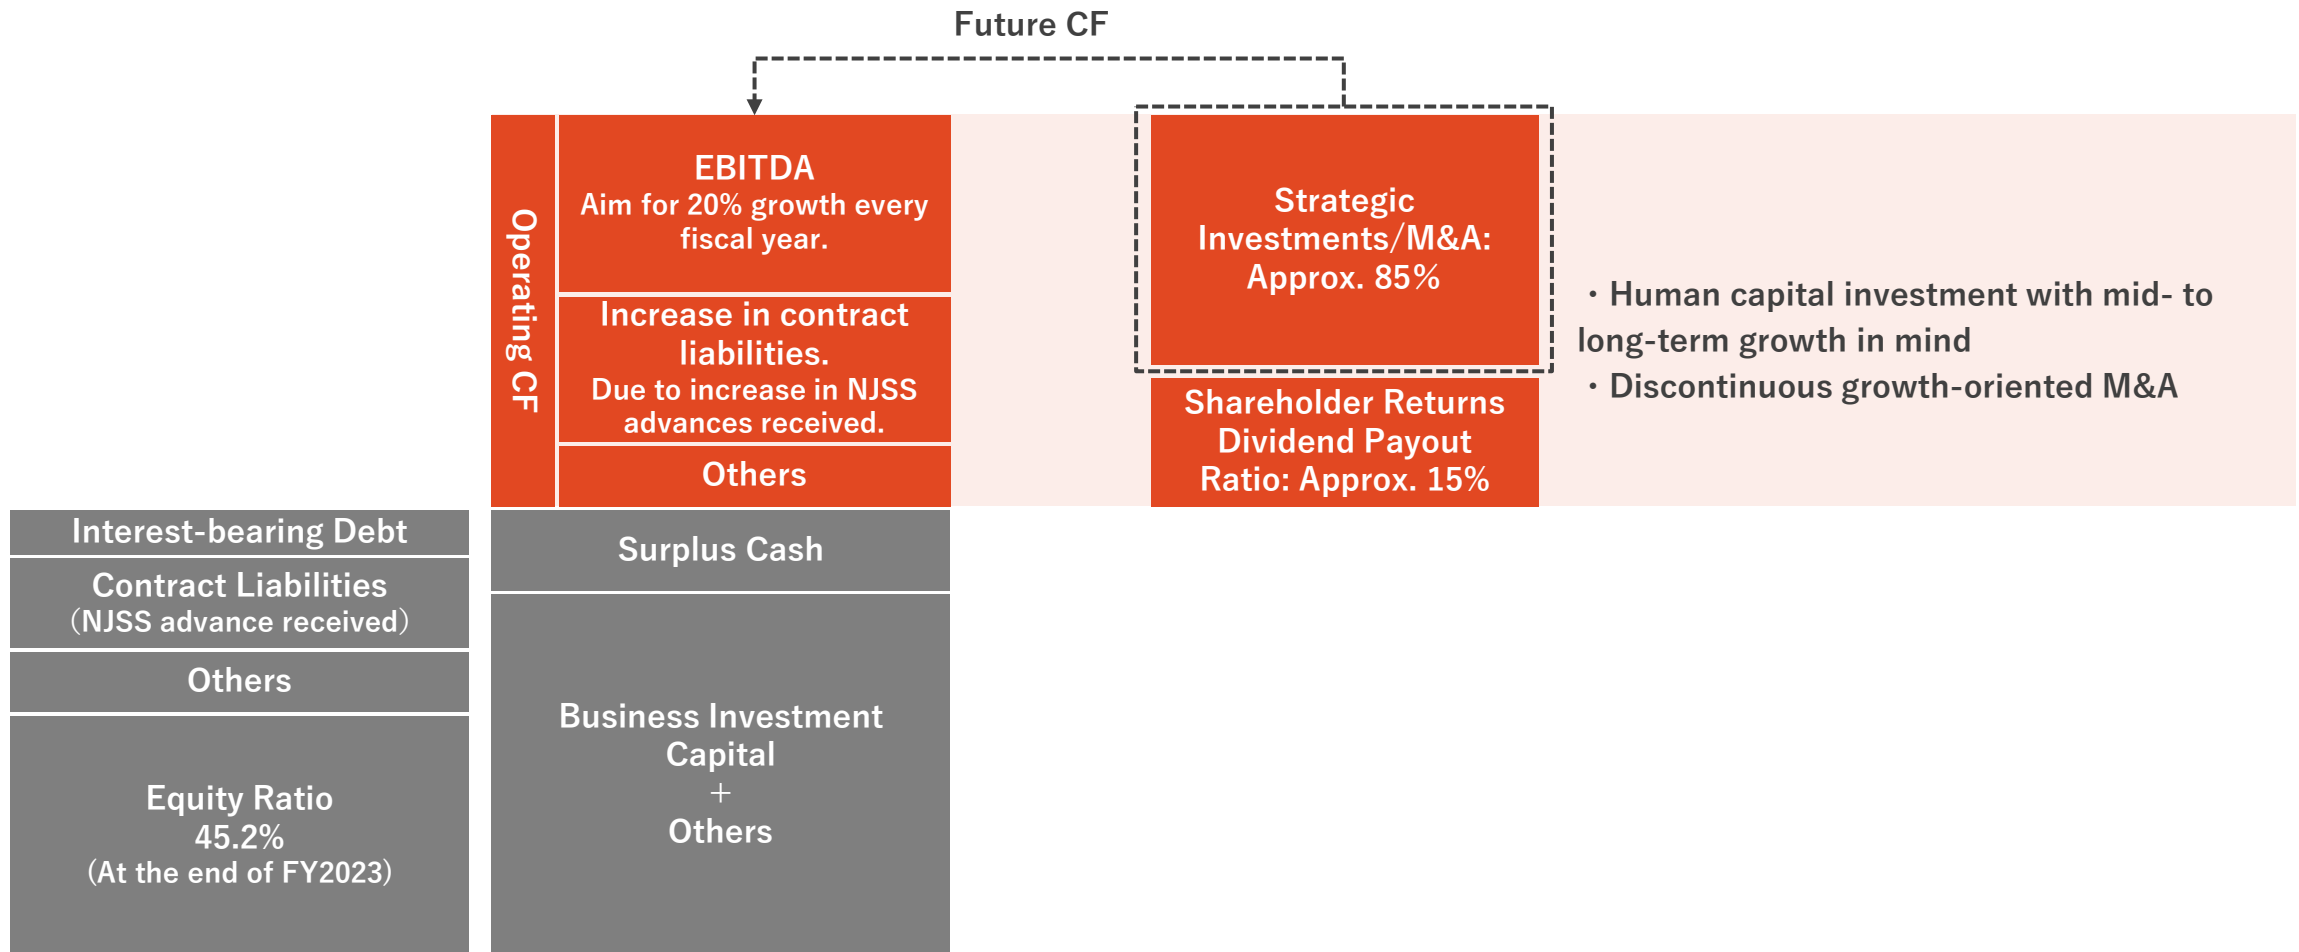 Future CF
Operating CF
EBITDA
Aim for 20% growth every
fiscal year.
Increase in contract
liabilities.
Due to increase in NJSS
advances received.
Others
Strategic
Investments/M&A:
Approx. 85%
Shareholder Returns
Dividend Payout
Ratio: Approx. 15%
・Human capital investment with mid- to
long-term growth in mind
・Discontinuous growth-oriented M&A
Interest-bearing Debt
Contract Liabilities
（NJSS advance received）
Others
Equity Ratio
45.2%
(At the end of FY2023)
Surplus Cash
Business Investment
Capital
＋
Others